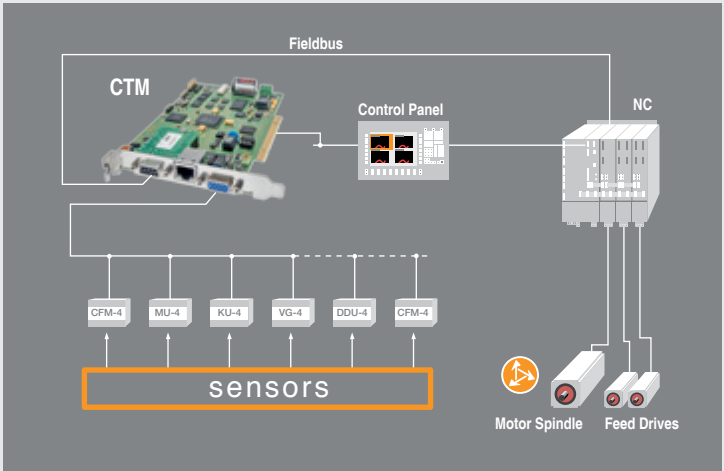 Fieldbus
CTM
Control Panel
NC
CFM-4
MU-4
KU-4
VG-4
DDU-4
CFM-4
sensors
Motor Spindle
Feed Drives